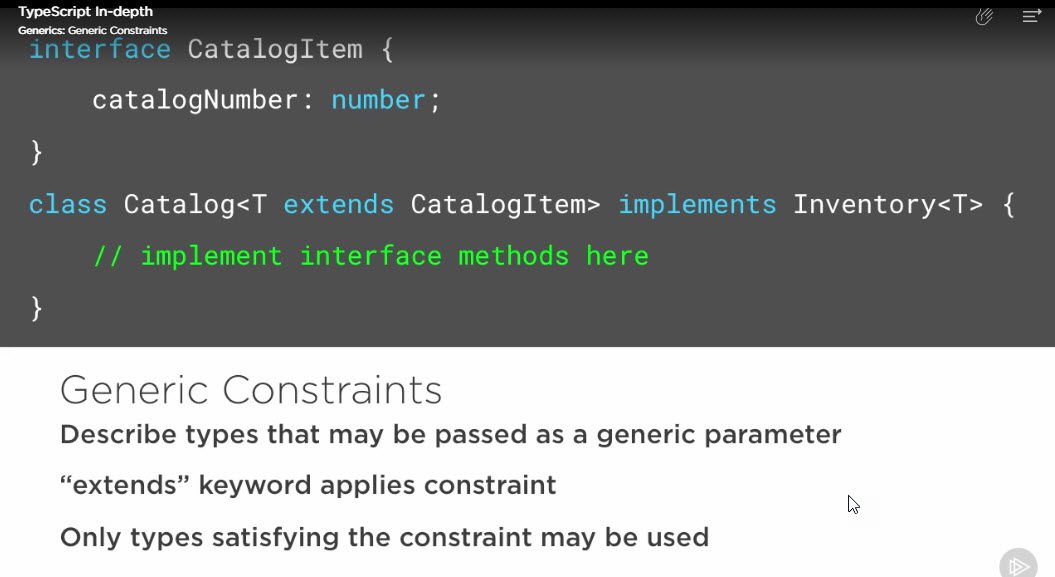 TypeScript In-depth
Generics: Generic Constraints
interface CatalogItem {
catalogNumber: number;
}
class Catalog<T extends CatalogItem> implements Inventory<T> {
// implement interface methods here
}
Generic Constraints
Describe types that may be passed as a generic parameter
“extends” keyword applies constraint
Only types satisfying the constraint may be used